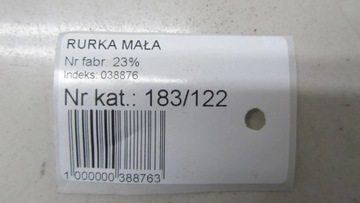 RURKA MAŁA
Nr fabr 23%
Indeks: 038876
Nr kat.: 183/122
1 000000 388763